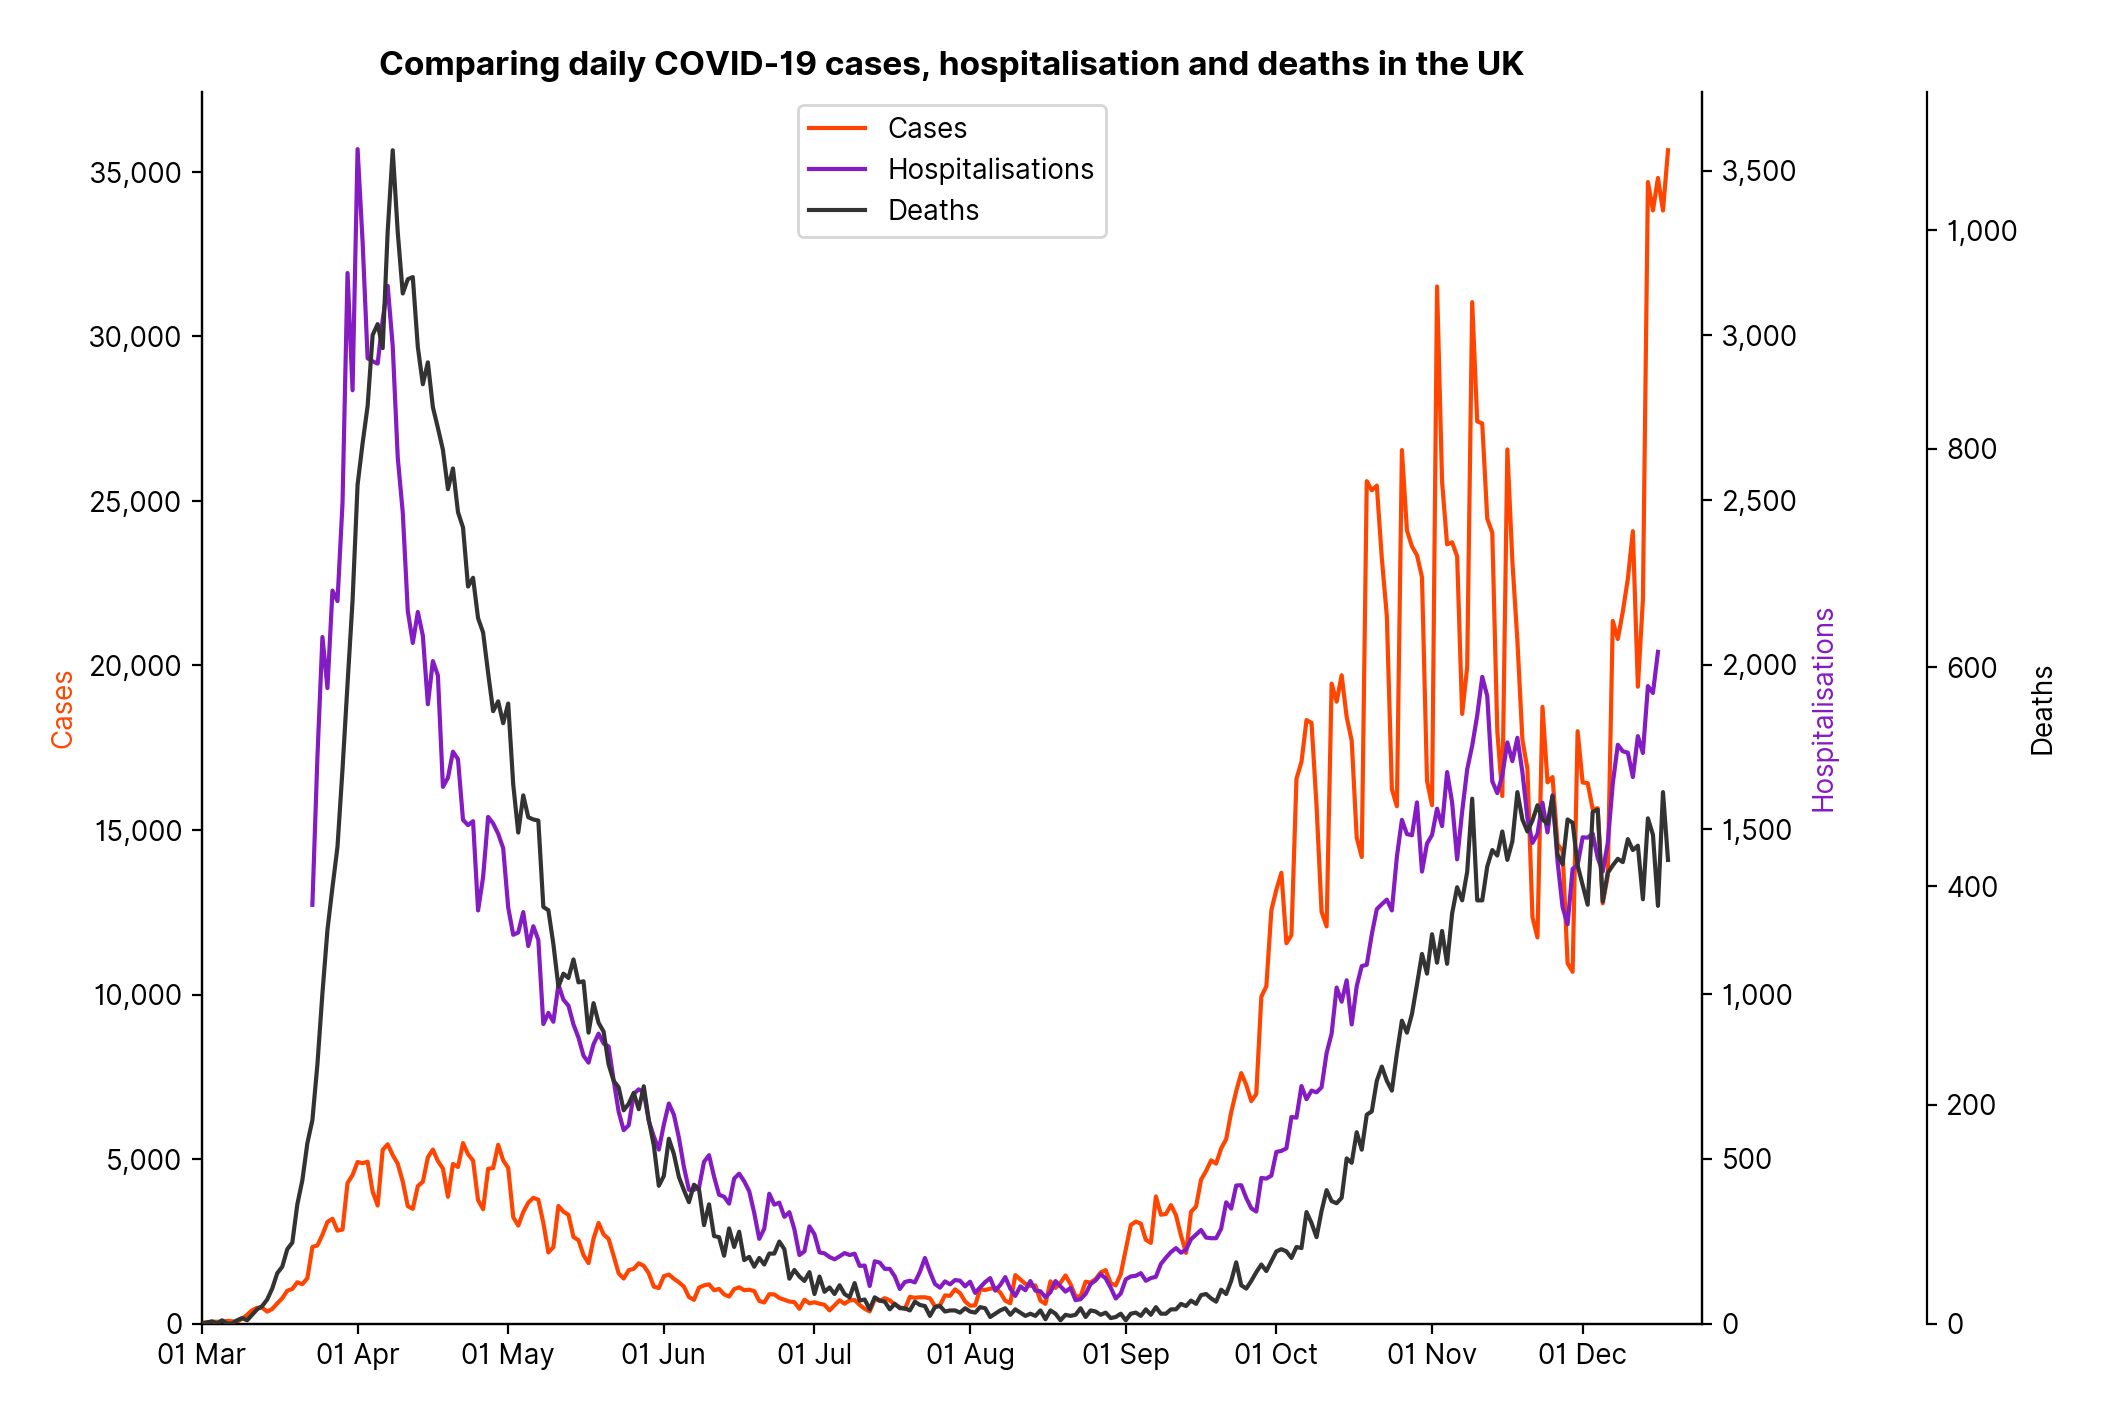 Comparing daily COVID-19 cases, hospitalisation and deaths in the UK
Cases
Hospitalisations
Deaths
35,000
30,000
25,000
20,000
15,000
10,000
5,000
0
Cases
3,500
3,000
2,500
2,000
1,500
1,000
500
0
Hospitalisations
1,000
800
600
400
200
0
Deaths
01 Mar 01 Apr 01 May 01 Jun 01 Jul 01 Aug 01 Sep 01 Oct 01 Nov 01 Dec